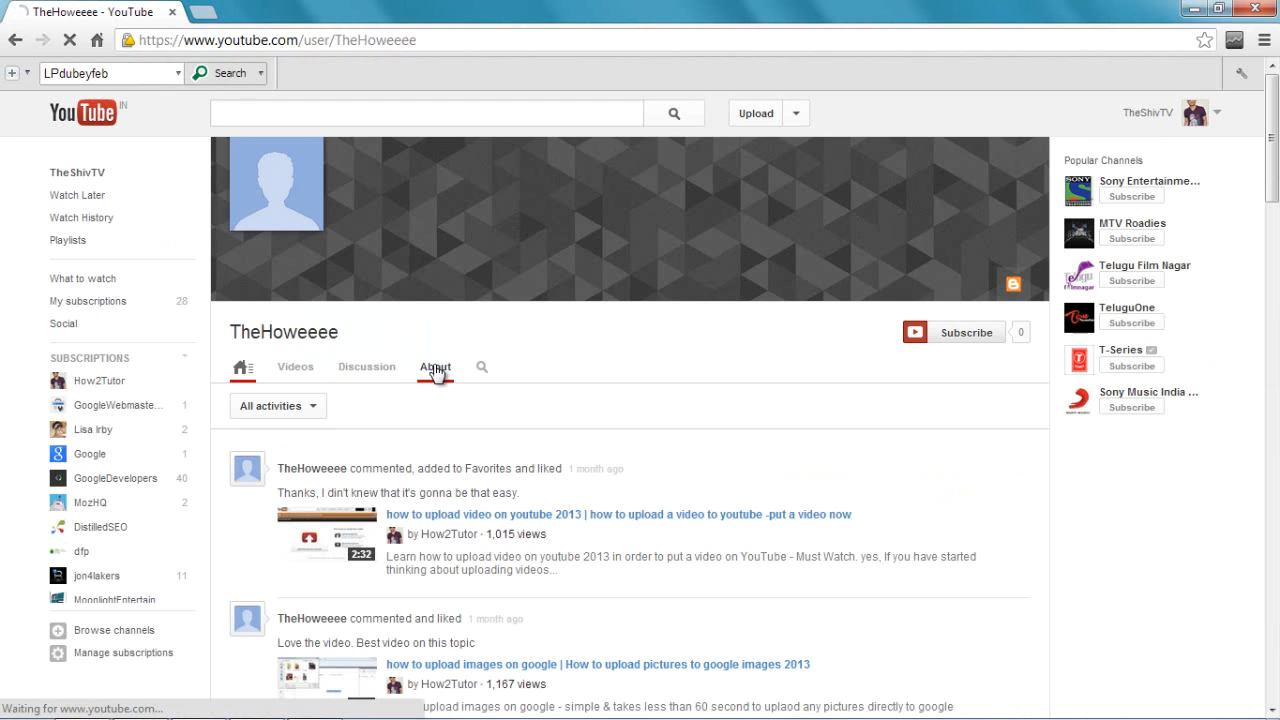 TheHoweeee - YouTube
https://www.youtube.com/user/TheHoweeee
LPdubeyfeb
Search
YouTube IN
Upload
TheShivTV
TheShivTV
Watch Later
Watch History
Playlists
What to watch
My subscriptions 28
Social
SUBSCRIPTIONS
How2Tutor
GoogleWebmaste... 1
Lisa Irby 2
Google 1
GoogleDevelopers 40
MozHQ 2
DistilledSEO
dfp
jon4lakers 11
MoonlightEntertain
Browse channels
Manage subscriptions
TheHoweeee
Subscribe 0
Videos
Discussion
About
All activities
TheHoweeee commented, added to Favorites and liked 1 month ago
Thanks, I din't knew that it's gonna be that easy.
how to upload video on youtube 2013 | how to upload a video to youtube -put a video now
by How2Tutor · 1,015 views
2:32
Learn how to upload video on youtube 2013 in order to put a video on YouTube - Must Watch. yes, If you have started
thinking about uploading videos...
TheHoweeee commented and liked 1 month ago
Love the video. Best video on this topic
how to upload images on google | How to upload pictures to google images 2013
by How2Tutor · 1,167 views
upload images on google - simple & takes less than 60 second to uplaod any pictures directly to google
Popular Channels
Sony Entertainme...
Subscribe
MTV Roadies
Subscribe
Telugu Film Nagar
Subscribe
TeluguOne
Subscribe
T-Series
Subscribe
Sony Music India ...
Subscribe
Waiting for www.youtube.com...